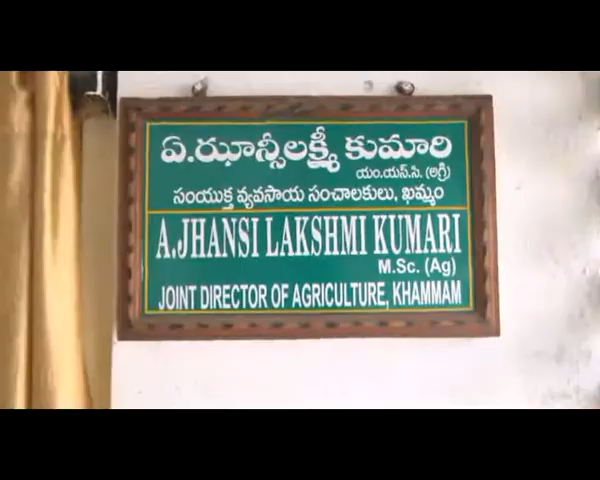 ఏ.ఝాన్సీలక్ష్మీ కుమారి
యం.యస్.సి. (అగ్రి)
సంయుక్త వ్యవసాయ సంచాలకులు, ఖమ్మం
A.JHANSI LAKSHMI KUMARI
M.Sc. (Ag)
JOINT DIRECTOR OF AGRICULTURE, KHAMMAM